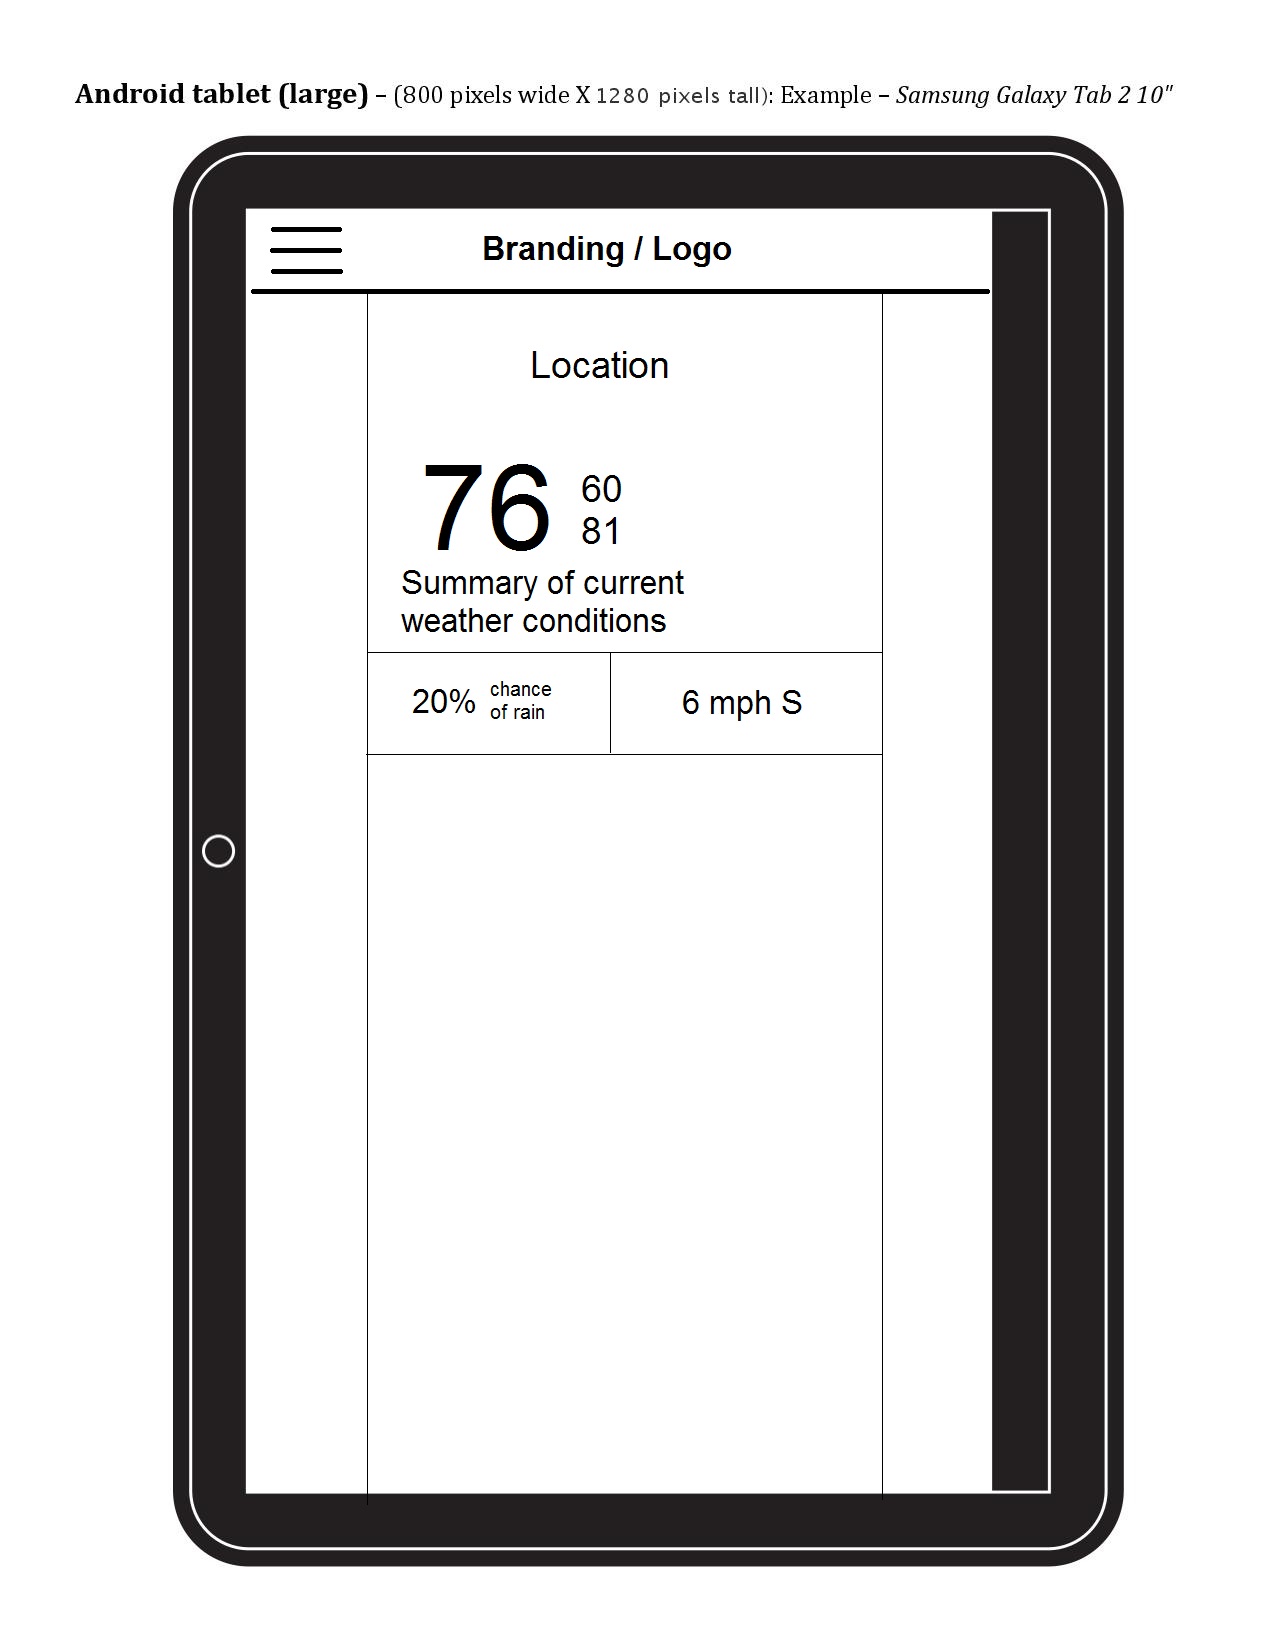 Android tablet (large) – (800 pixels wide X 1280 pixels tall): Example – Samsung Galaxy Tab 2 10"
Branding / Logo
Location
76
60
81
Summary of current
weather conditions
20% chance
of rain
6 mph S